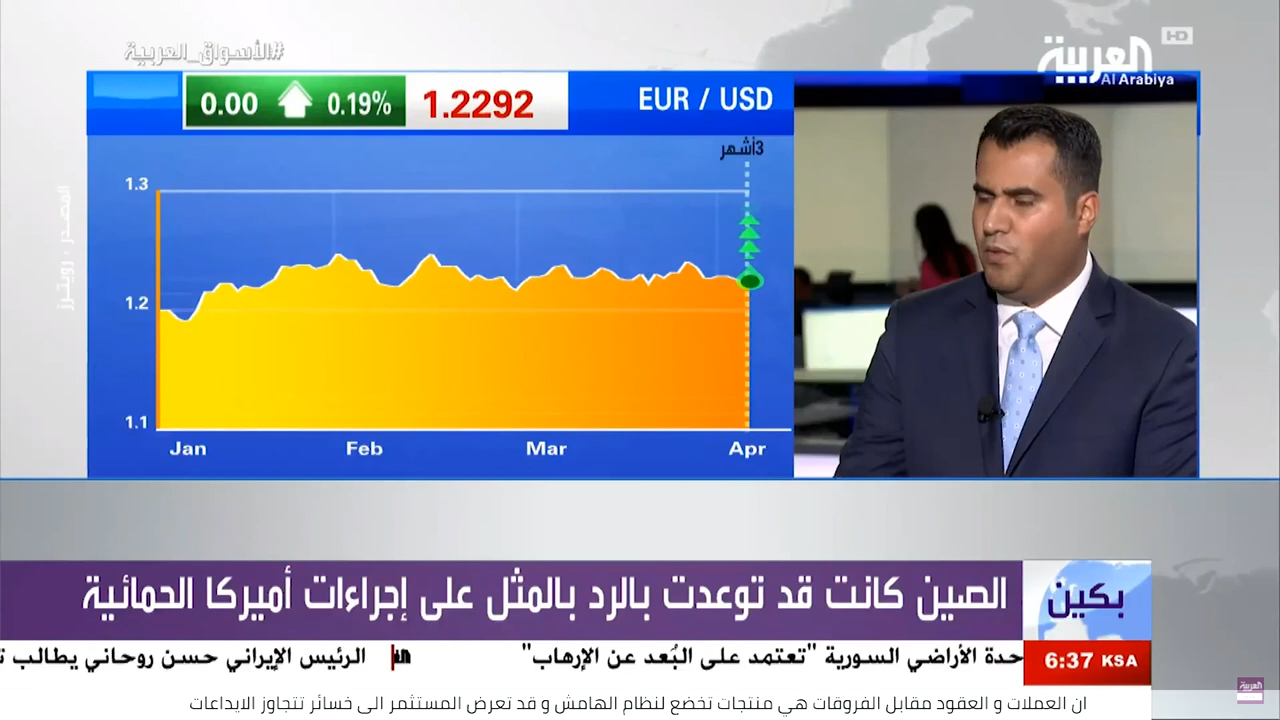 #الأسواق_العربية
العربية HD
Al Arabiya
0.00 0.19% 1.2292 EUR / USD
3أشهر
1.3
1.2
1.1
Jan Feb Mar Apr
المصدر : رويترز
بكين
الصين كانت قد توعدت بالرد بالمثل على إجراءات أميركا الحمائية
6:37 KSA
حدة الأراضي السورية "تعتمد على البُعد عن الإرهاب"
الرئيس الإيراني حسن روحاني يطالب
العربية
ان العملات و العقود مقابل الفروقات هي منتجات تخضع لنظام الهامش و قد تعرض المستثمر الى خسائر تتجاوز الايداعات